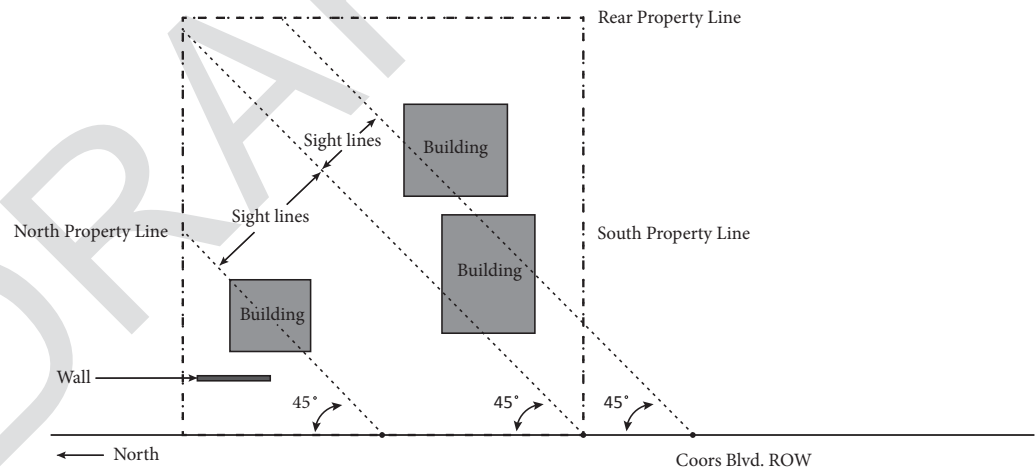 Rear Property Line
Sight lines
Building
Sight lines
North Property Line
South Property Line
Building
Building
Wall
45°
45°
45°
North
Coors Blvd. ROW
DRA